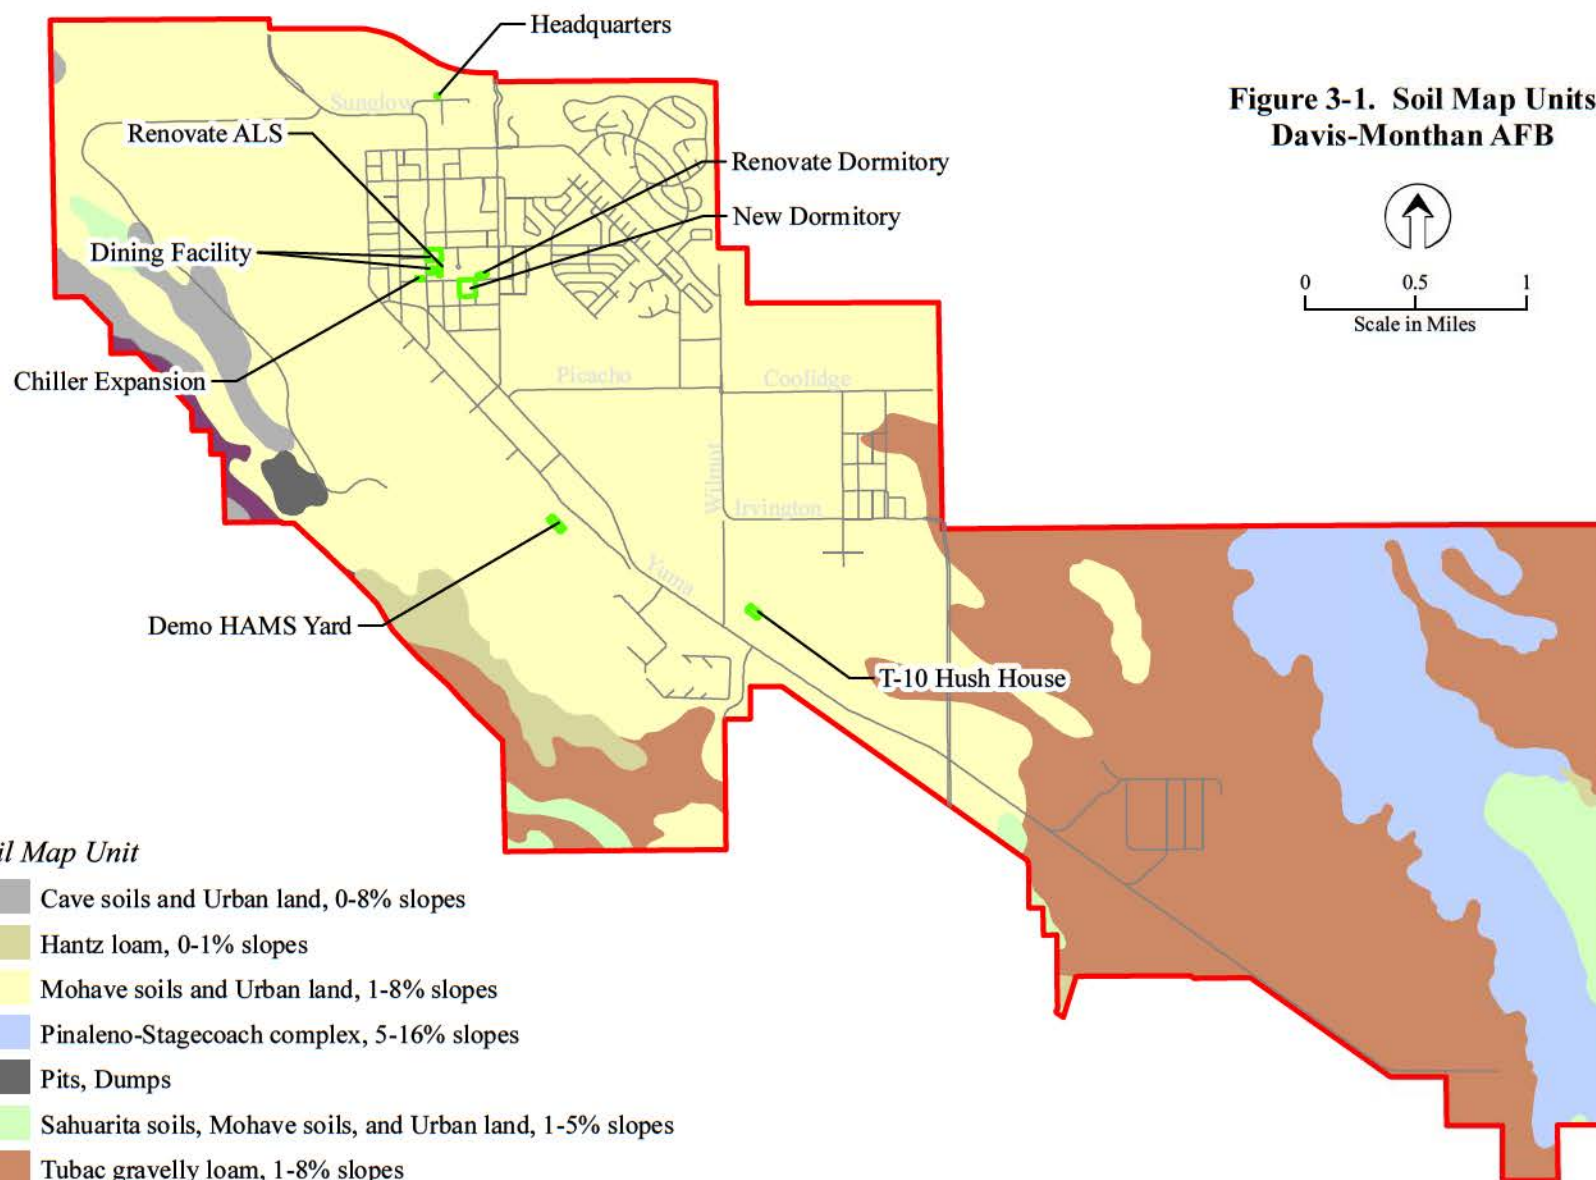 Headquarters
Figure 3-1. Soil Map Units
Davis-Monthan AFB
Sunglow
Renovate ALS
Renovate Dormitory
New Dormitory
Dining Facility
0 0.5 1
Scale in Miles
Chiller Expansion
Picacho
Coolidge
Wilmot
Irvington
Yuma
Demo HAMS Yard
T-10 Hush House
il Map Unit
Cave soils and Urban land, 0-8% slopes
Hantz loam, 0-1% slopes
Mohave soils and Urban land, 1-8% slopes
Pinaleno-Stagecoach complex, 5-16% slopes
Pits, Dumps
Sahuarita soils, Mohave soils, and Urban land, 1-5% slopes
Tubac gravelly loam, 1-8% slopes